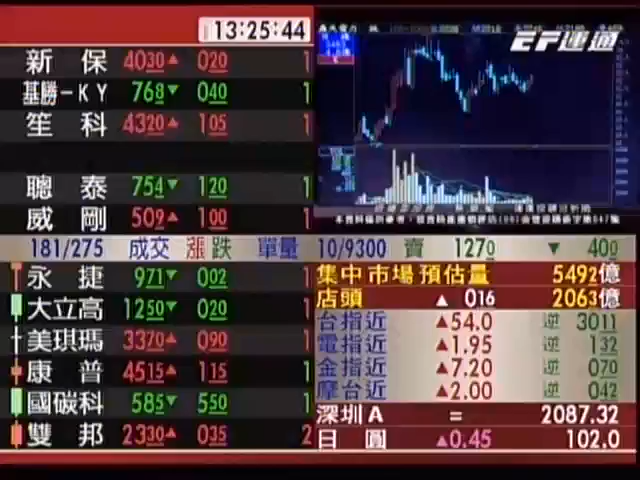 13:25:44
EF運通
新 保 4030▲ 020 1
基勝-KY 768▼ 040 1
笙 科 4320▲ 105 1
聰 泰 754▼ 120 1
威 剛 509▲ 100 1
181/275 成交 漲跌 單量 10/9300 賣 1270 ▼ 400
永 捷 971▼ 002 1
大立高 1250▼ 020 1
美琪瑪 3370▲ 090 1
康 普 4515▲ 115 1
國碳科 585▼ 550 1
雙 邦 2330▲ 035 2
集中市場預估量 5492億
店頭 ▲ 016 2063億
台指近 ▲54.0 逆 3011
電指近 ▲1.95 逆 132
金指近 ▲7.20 逆 070
摩台近 ▲2.00 逆 042
深圳A = 2087.32
日 圓 ▲0.45 102.0